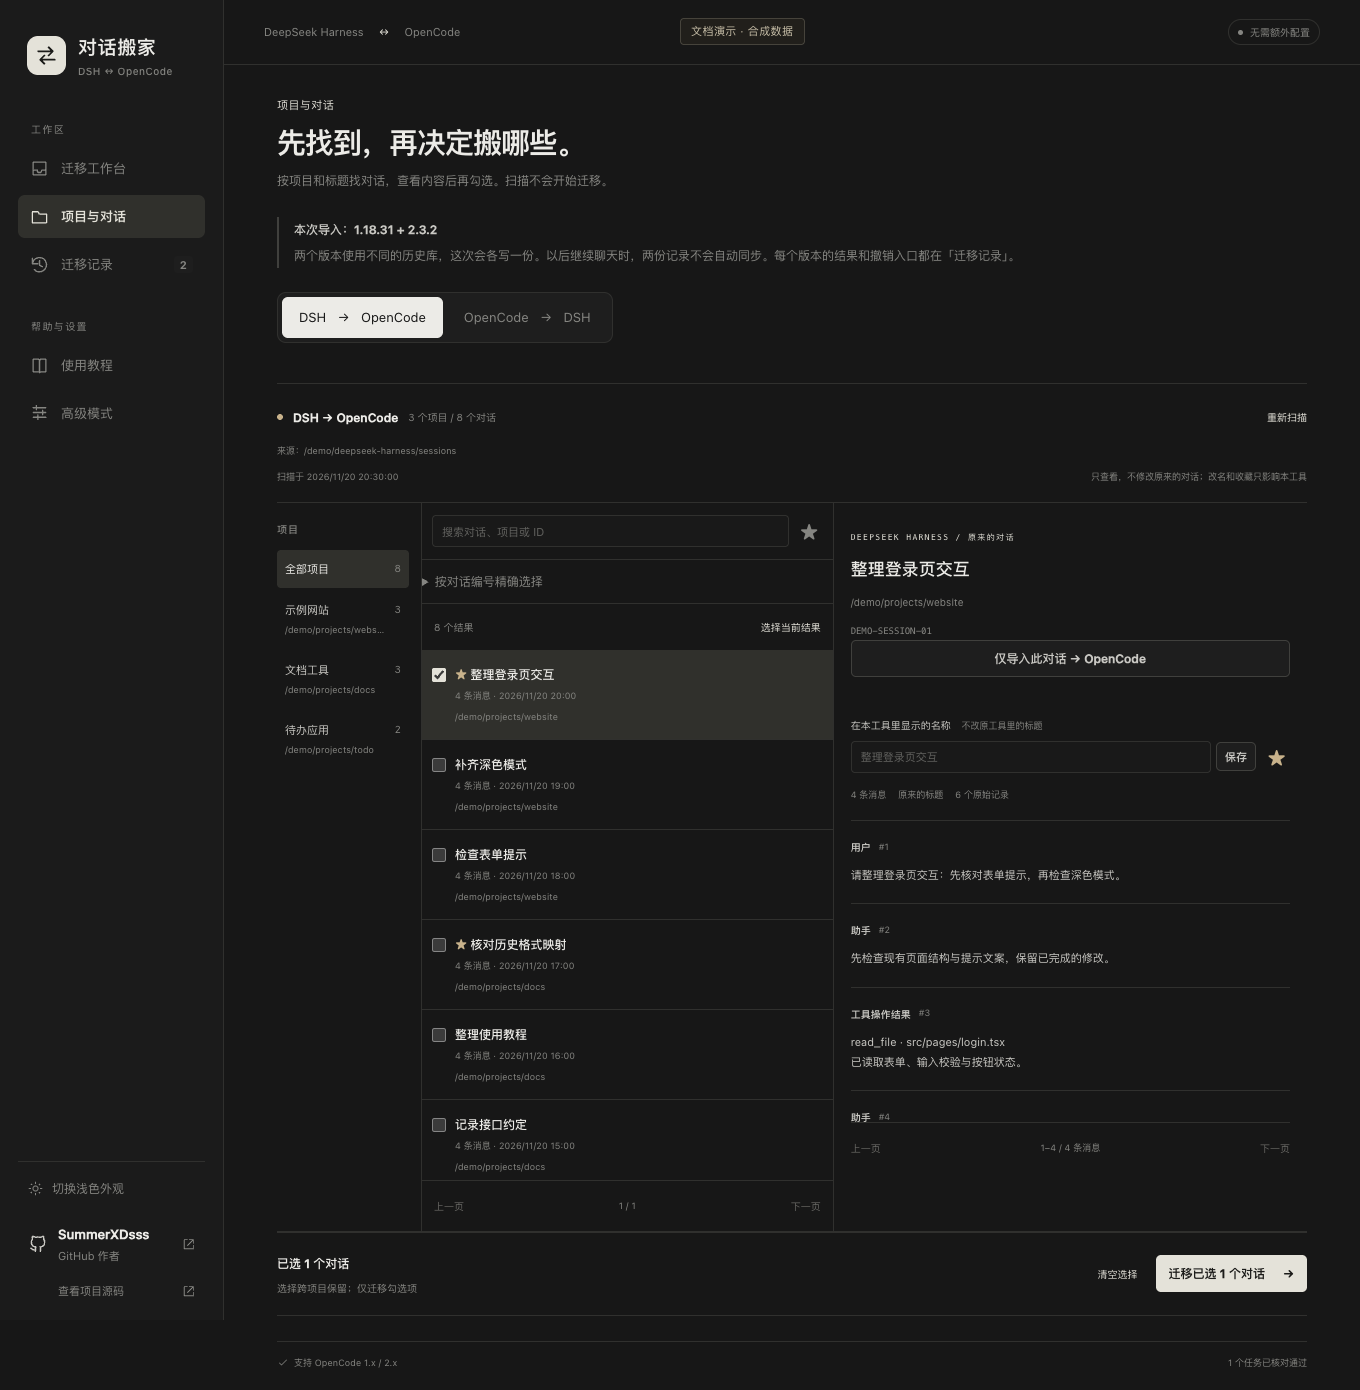 对话搬家
DSH ↔ OpenCode
工作区
迁移工作台
项目与对话
迁移记录 2
帮助与设置
使用教程
高级模式
切换浅色外观
SummerXDsss
GitHub 作者
查看项目源码
DeepSeek Harness ↔ OpenCode
文档演示 · 合成数据
无需额外配置
项目与对话
先找到，再决定搬哪些。
按项目和标题找对话，查看内容后再勾选。扫描不会开始迁移。
本次导入：1.18.31 + 2.3.2
两个版本使用不同的历史库，这次会各写一份。以后继续聊天时，两份记录不会自动同步。每个版本的结果和撤销入口都在「迁移记录」。
DSH → OpenCode
OpenCode → DSH
DSH → OpenCode 3 个项目 / 8 个对话
重新扫描
来源：/demo/deepseek-harness/sessions
扫描于 2026/11/20 20:30:00
只查看，不修改原来的对话；改名和收藏只影响本工具
项目
全部项目 8
示例网站 3
/demo/projects/webs...
文档工具 3
/demo/projects/docs
待办应用 2
/demo/projects/todo
搜索对话、项目或 ID
按对话编号精确选择
8 个结果
选择当前结果
★ 整理登录页交互
4 条消息 · 2026/11/20 20:00
/demo/projects/website
补齐深色模式
4 条消息 · 2026/11/20 19:00
/demo/projects/website
检查表单提示
4 条消息 · 2026/11/20 18:00
/demo/projects/website
★ 核对历史格式映射
4 条消息 · 2026/11/20 17:00
/demo/projects/docs
整理使用教程
4 条消息 · 2026/11/20 16:00
/demo/projects/docs
记录接口约定
4 条消息 · 2026/11/20 15:00
/demo/projects/docs
上一页
1 / 1
下一页
DEEPSEEK HARNESS / 原来的对话
整理登录页交互
/demo/projects/website
DEMO-SESSION-01
仅导入此对话 → OpenCode
在本工具里显示的名称 不改原工具里的标题
整理登录页交互
保存
4 条消息 原来的标题 6 个原始记录
用户 #1
请整理登录页交互：先核对表单提示，再检查深色模式。
助手 #2
先检查现有页面结构与提示文案，保留已完成的修改。
工具操作结果 #3
read_file · src/pages/login.tsx
已读取表单、输入校验与按钮状态。
助手 #4
上一页
1–4 / 4 条消息
下一页
已选 1 个对话
选择跨项目保留；仅迁移勾选项
清空选择
迁移已选 1 个对话 →
支持 OpenCode 1.x / 2.x
1 个任务已核对通过